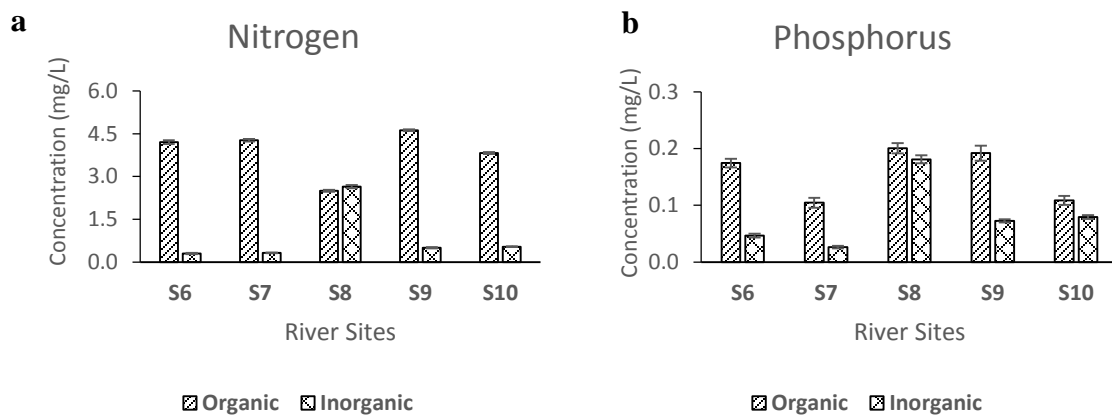 a
Nitrogen
Concentration (mg/L)
6.0
4.5
3.0
1.5
0.0
S6 S7 S8 S9 S10
River Sites
Organic Inorganic
b
Phosphorus
Concentration (mg/L)
0.3
0.2
0.1
0.0
S6 S7 S8 S9 S10
River Sites
Organic Inorganic